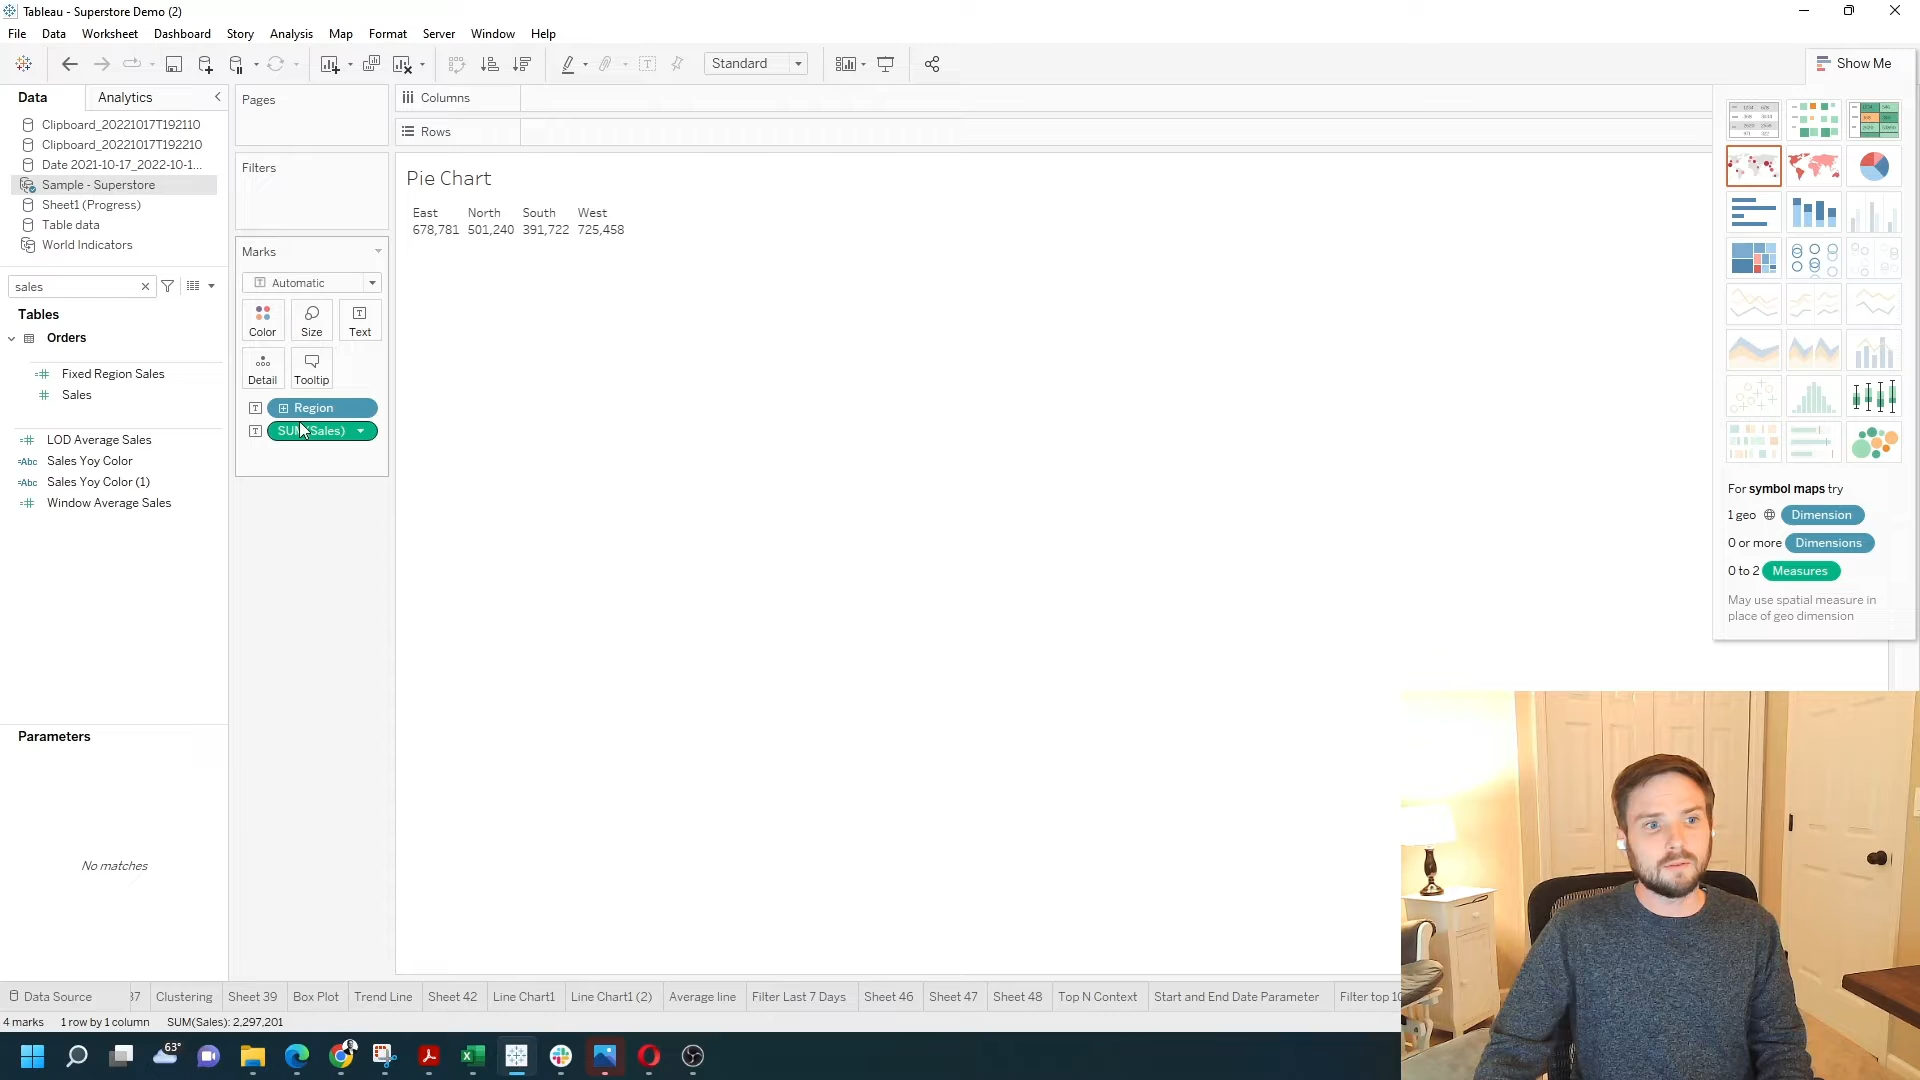 Tableau - Superstore Demo (2)
File Data Worksheet Dashboard Story Analysis Map Format Server Window Help
Standard
Show Me
Data Analytics
Clipboard_20221017T192110
Clipboard_20221017T192210
Date 2021-10-17_2022-10-1...
Sample - Superstore
Sheet1 (Progress)
Table data
World Indicators
sales
Tables
Orders
Fixed Region Sales
Sales
LOD Average Sales
=Abc Sales Yoy Color
=Abc Sales Yoy Color (1)
Window Average Sales
Parameters
No matches
Pages
Filters
Marks
Automatic
Color Size Text
Detail Tooltip
Region
SUM(Sales)
Columns
Rows
Pie Chart
East North South West
678,781 501,240 391,722 725,458
For symbol maps try
1 geo Dimension
0 or more Dimensions
0 to 2 Measures
May use spatial measure in
place of geo dimension
Data Source 37 Clustering Sheet 39 Box Plot Trend Line Sheet 42 Line Chart1 Line Chart1 (2) Average line Filter Last 7 Days Sheet 46 Sheet 47 Sheet 48 Top N Context Start and End Date Parameter Filter top 10
4 marks 1 row by 1 column SUM(Sales): 2,297,201
63°